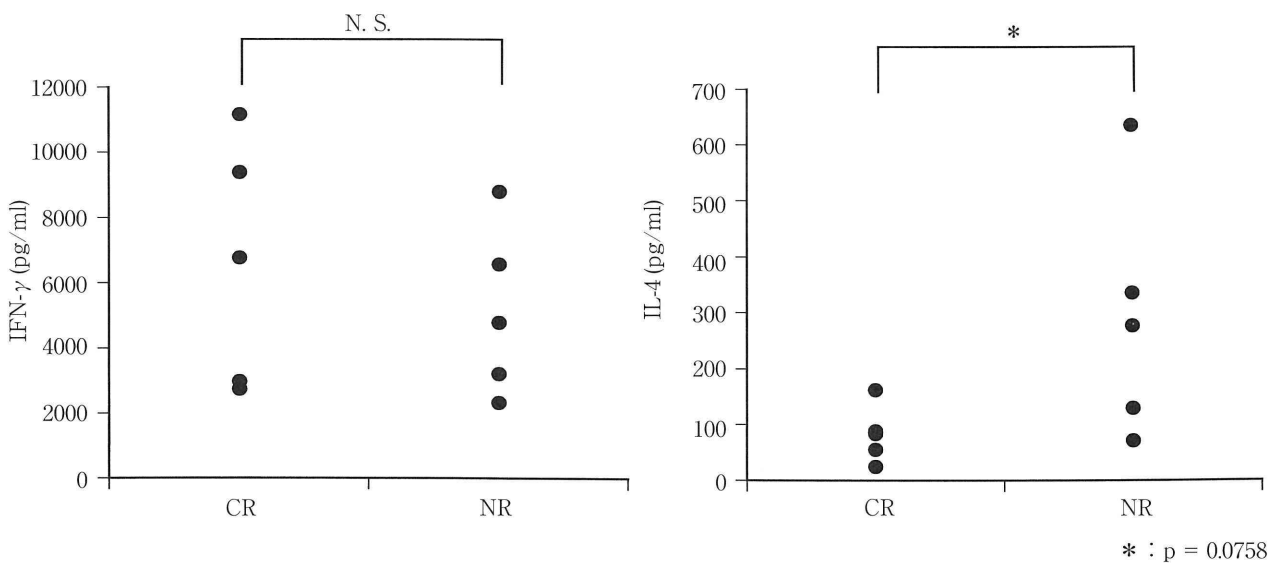 N. S.
12000
10000
8000
6000
4000
2000
0
IFN-γ (pg/ml)
CR
NR
*
700
600
500
400
300
200
100
0
IL-4 (pg/ml)
CR
NR
* : p = 0.0758